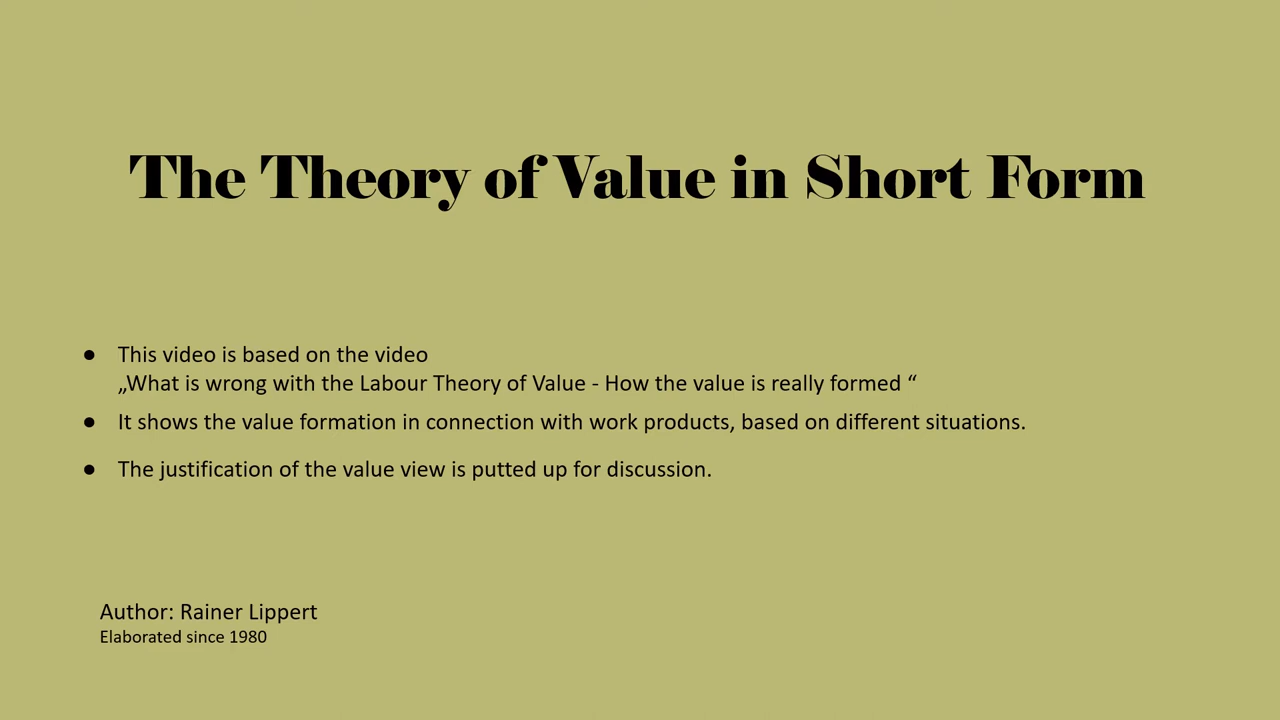 The Theory of Value in Short Form
● This video is based on the video
„What is wrong with the Labour Theory of Value - How the value is really formed “
● It shows the value formation in connection with work products, based on different situations.
● The justification of the value view is putted up for discussion.
Author: Rainer Lippert
Elaborated since 1980